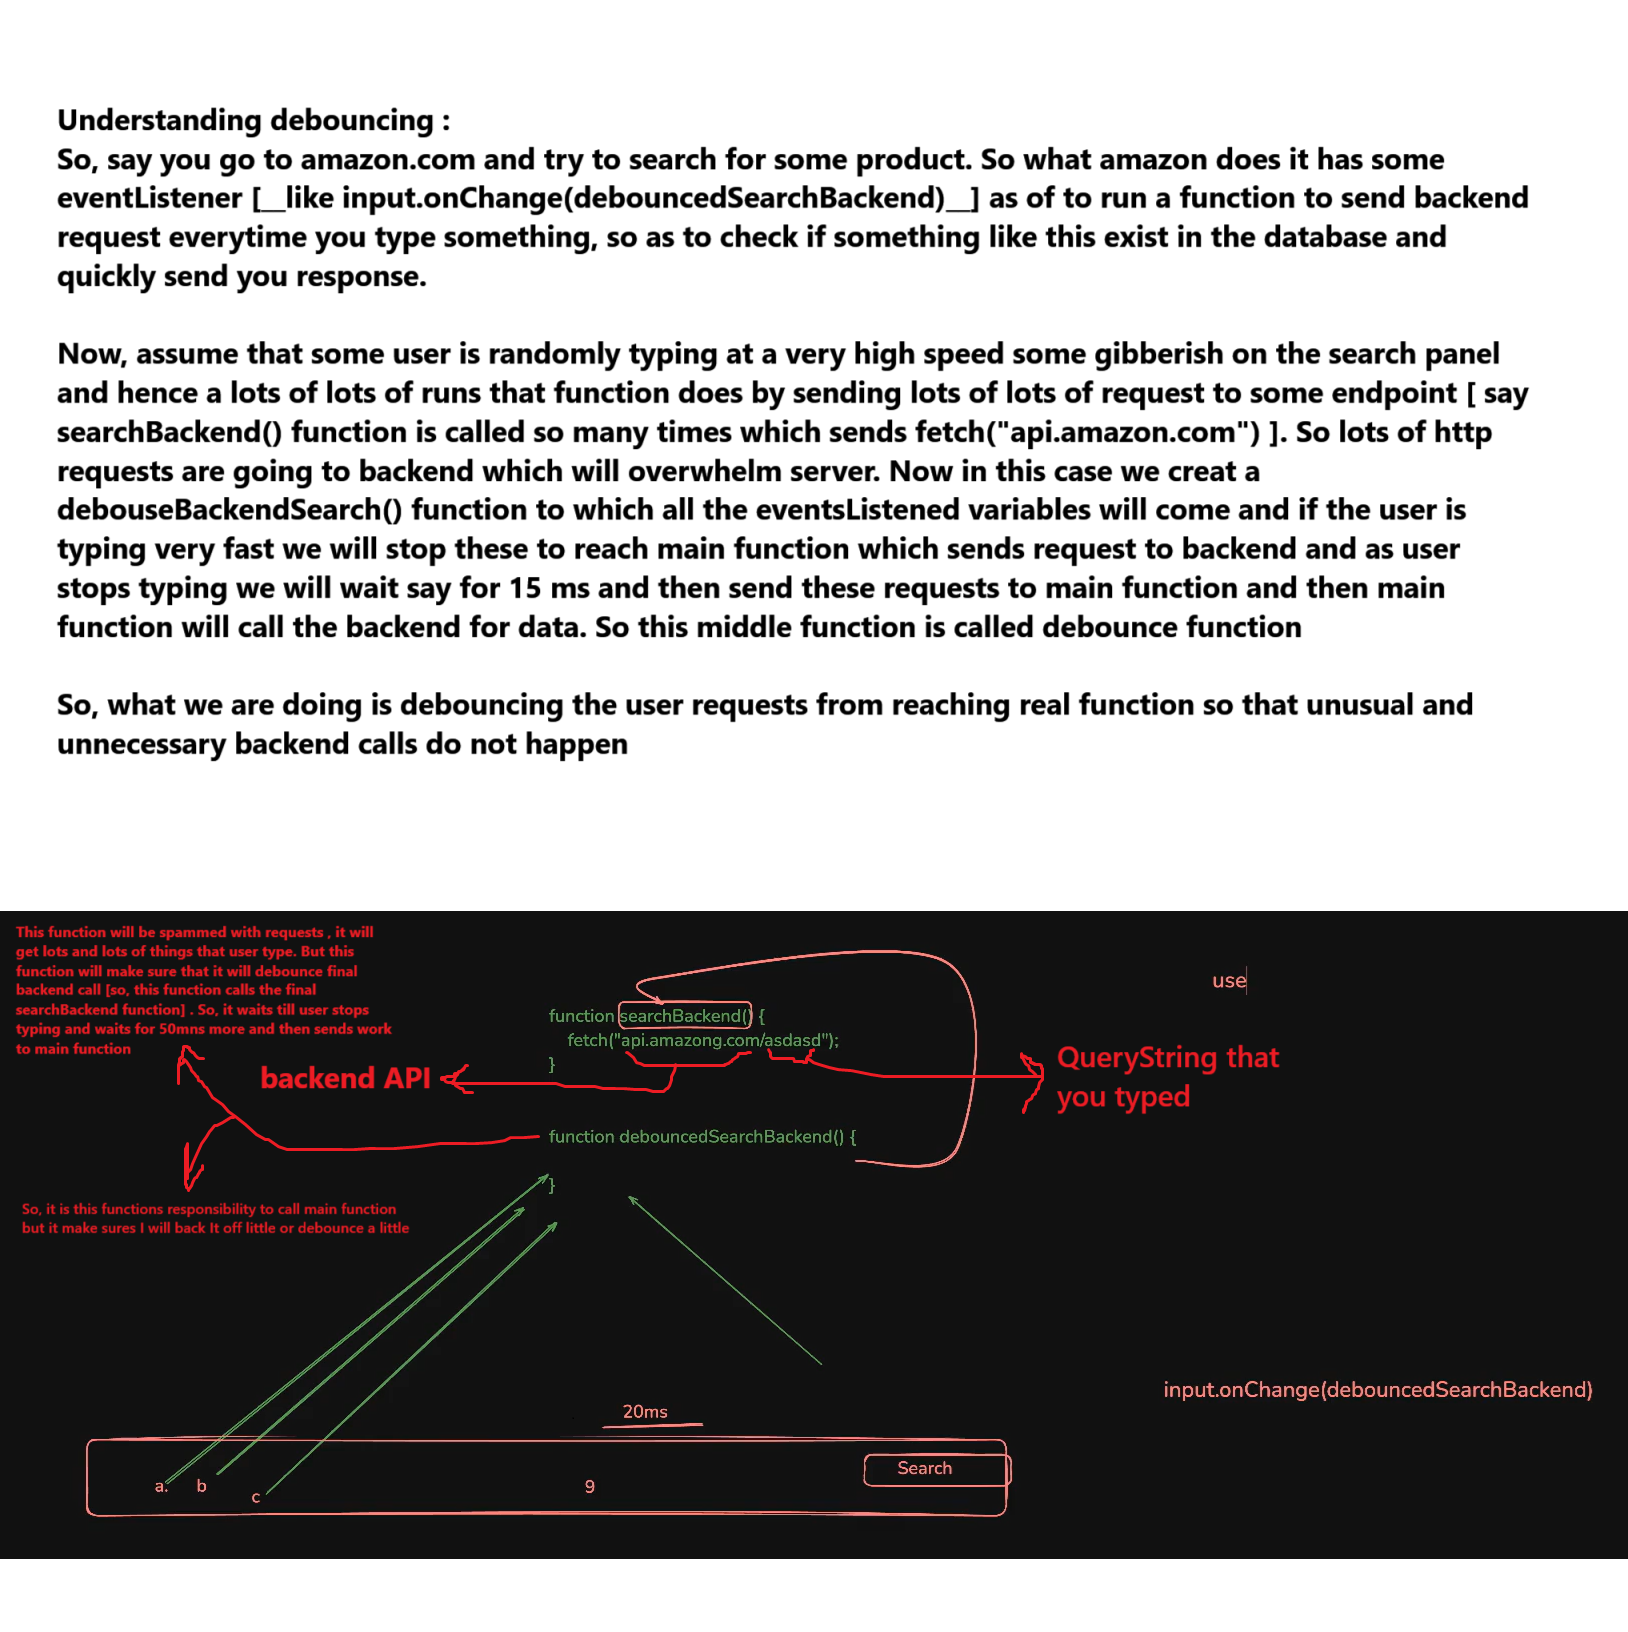 Understanding debouncing :
So, say you go to amazon.com and try to search for some product. So what amazon does it has some
eventListener [__like input.onChange(debouncedSearchBackend)__] as of to run a function to send backend
request everytime you type something, so as to check if something like this exist in the database and
quickly send you response.
Now, assume that some user is randomly typing at a very high speed some gibberish on the search panel
and hence a lots of lots of runs that function does by sending lots of lots of request to some endpoint [ say
searchBackend() function is called so many times which sends fetch("api.amazon.com") ]. So lots of http
requests are going to backend which will overwhelm server. Now in this case we creat a
debouseBackendSearch() function to which all the eventsListened variables will come and if the user is
typing very fast we will stop these to reach main function which sends request to backend and as user
stops typing we will wait say for 15 ms and then send these requests to main function and then main
function will call the backend for data. So this middle function is called debounce function
So, what we are doing is debouncing the user requests from reaching real function so that unusual and
unnecessary backend calls do not happen
This function will be spammed with requests , it will
get lots and lots of things that user type. But this
function will make sure that it will debounce final
backend call [so, this function calls the final
searchBackend function] . So, it waits till user stops
typing and waits for 50mns more and then sends work
to main function
use
function searchBackend() {
fetch("api.amazong.com/asdasd");
}
backend API
QueryString that
you typed
function debouncedSearchBackend() {
}
So, it is this functions responsibility to call main function
but it make sures I will back It off little or debounce a little
input.onChange(debouncedSearchBackend)
20ms
Search
a. b
c
9